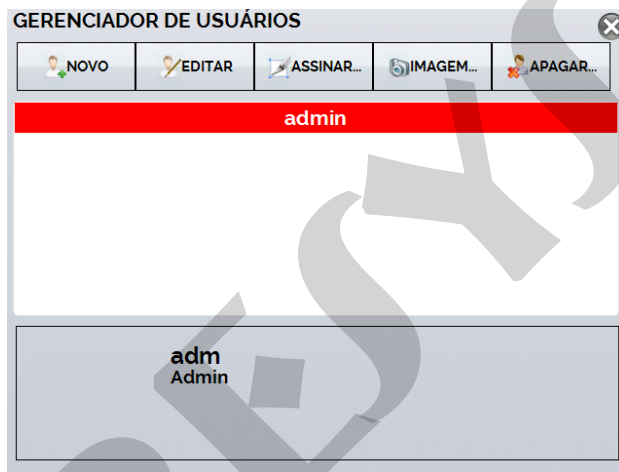 GERENCIADOR DE USUÁRIOS
NOVO EDITAR ASSINAR... IMAGEM... APAGAR...
admin
adm
Admin